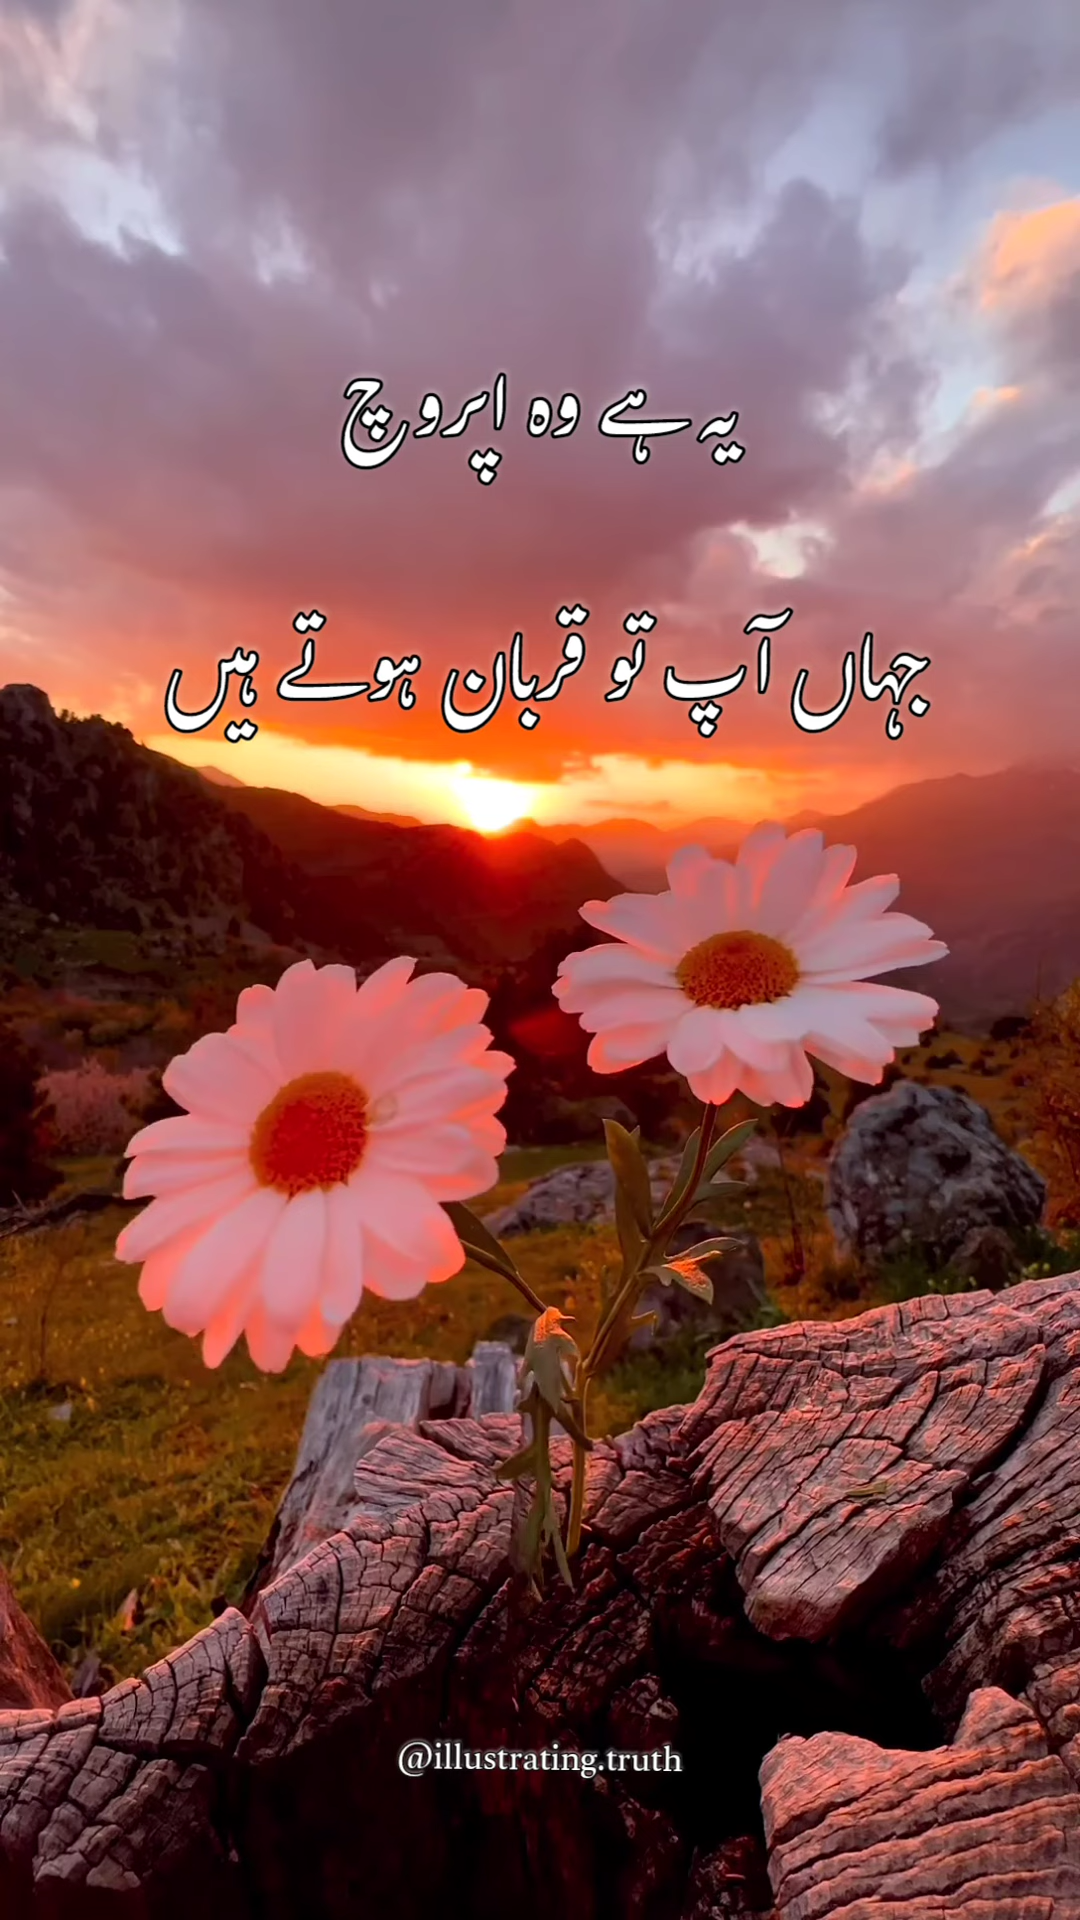 یہ ہے وہ اپروچ
جہاں آپ تو قربان ہوتے ہیں
@illustrating.truth